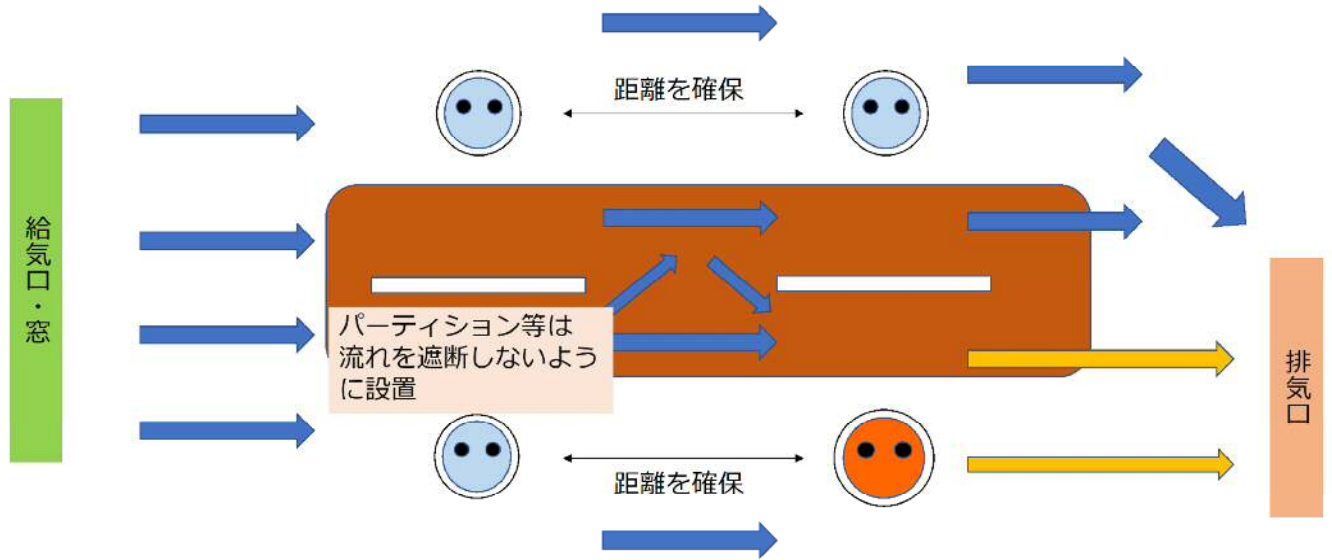 距離を確保
給気口・窓
パーティション等は
流れを遮断しないよう
に設置
排気口
距離を確保